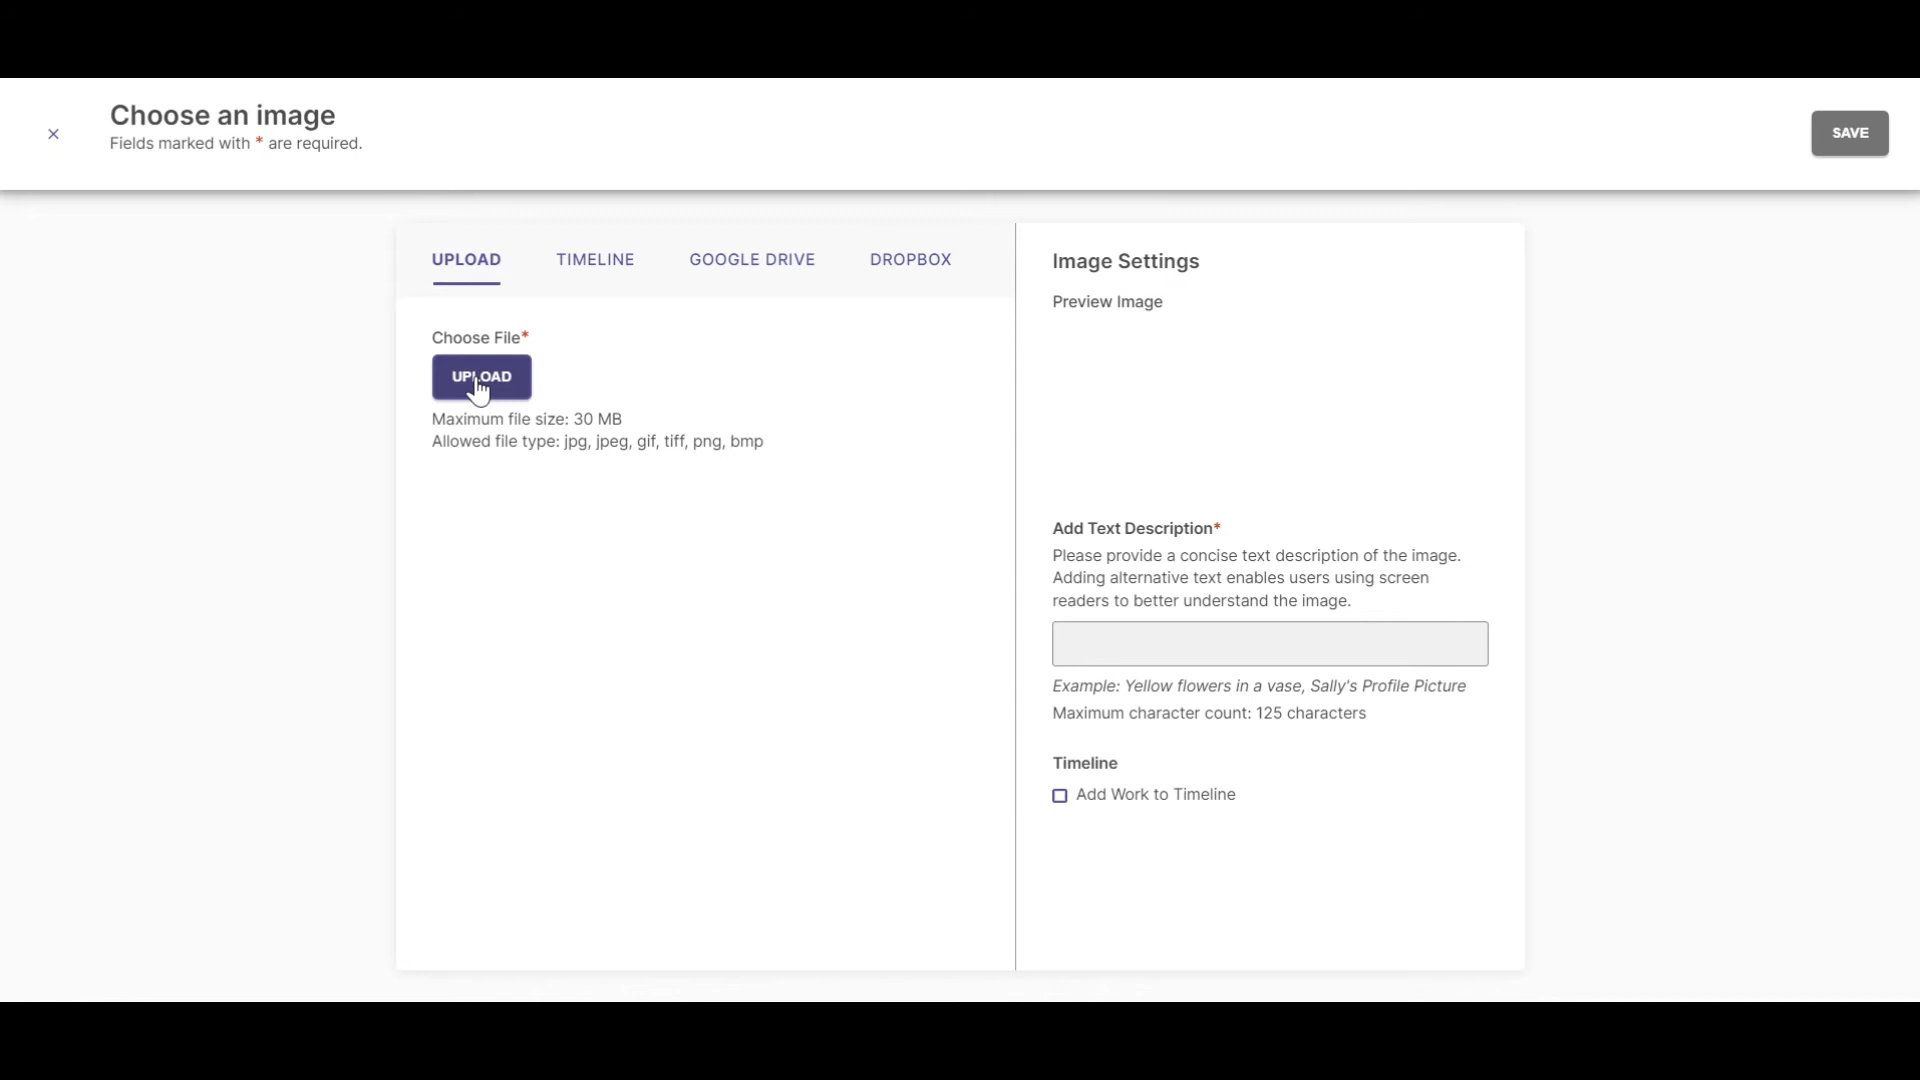 Choose an image
Fields marked with * are required.
SAVE
UPLOAD
TIMELINE
GOOGLE DRIVE
DROPBOX
Choose File*
UPLOAD
Maximum file size: 30 MB
Allowed file type: jpg, jpeg, gif, tiff, png, bmp
Image Settings
Preview Image
Add Text Description*
Please provide a concise text description of the image.
Adding alternative text enables users using screen
readers to better understand the image.
Example: Yellow flowers in a vase, Sally's Profile Picture
Maximum character count: 125 characters
Timeline
Add Work to Timeline